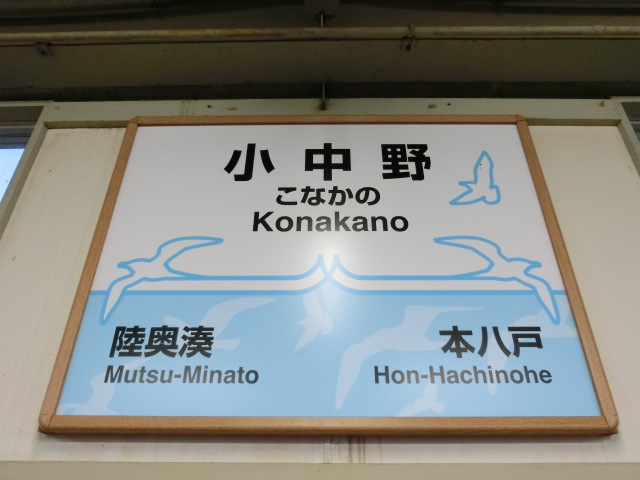 小中野
こなかの
Konakano
陸奥湊
Mutsu-Minato
本八戸
Hon-Hachinohe